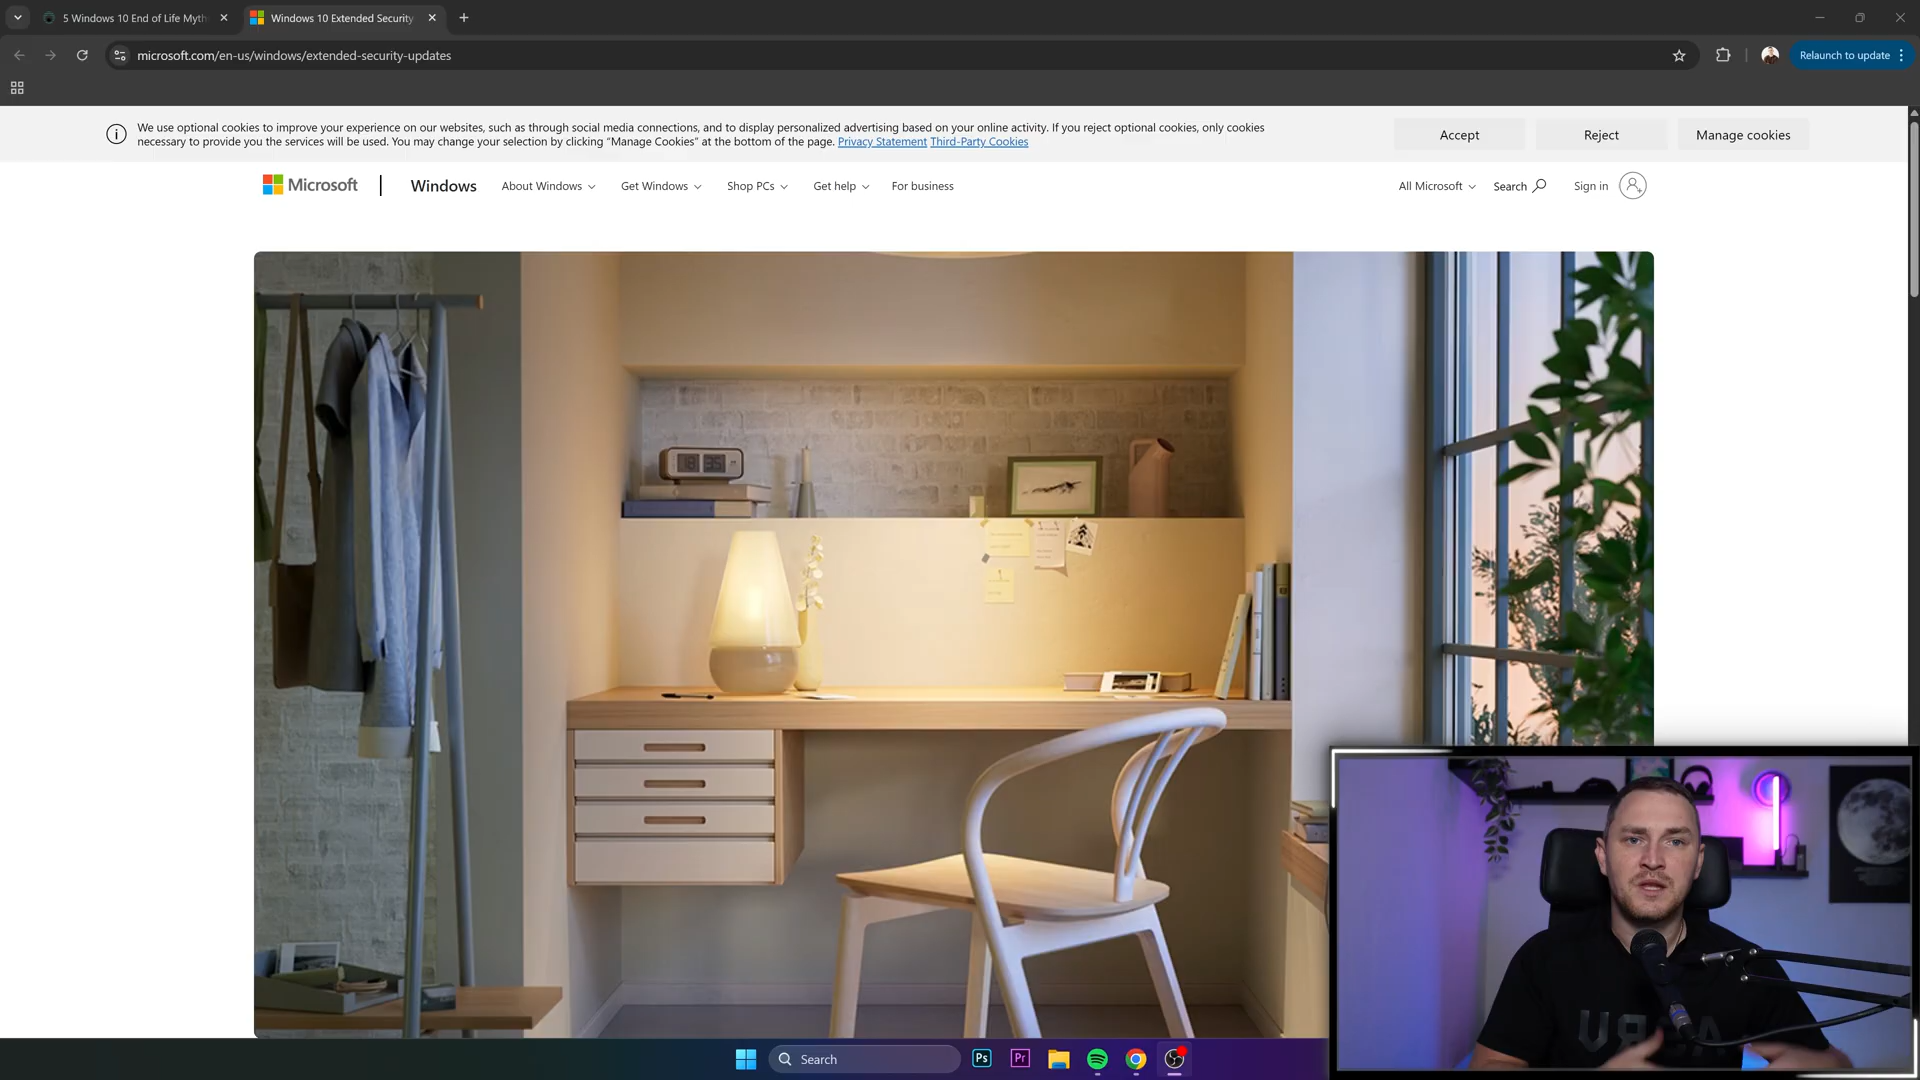 5 Windows 10 End of Life Myth
Windows 10 Extended Security
microsoft.com/en-us/windows/extended-security-updates
Relaunch to update
We use optional cookies to improve your experience on our websites, such as through social media connections, and to display personalized advertising based on your online activity. If you reject optional cookies, only cookies
necessary to provide you the services will be used. You may change your selection by clicking “Manage Cookies” at the bottom of the page. Privacy Statement Third-Party Cookies
Accept
Reject
Manage cookies
Microsoft
Windows
About Windows
Get Windows
Shop PCs
Get help
For business
All Microsoft
Search
Sign in
18 35
Search
Ps
Pr